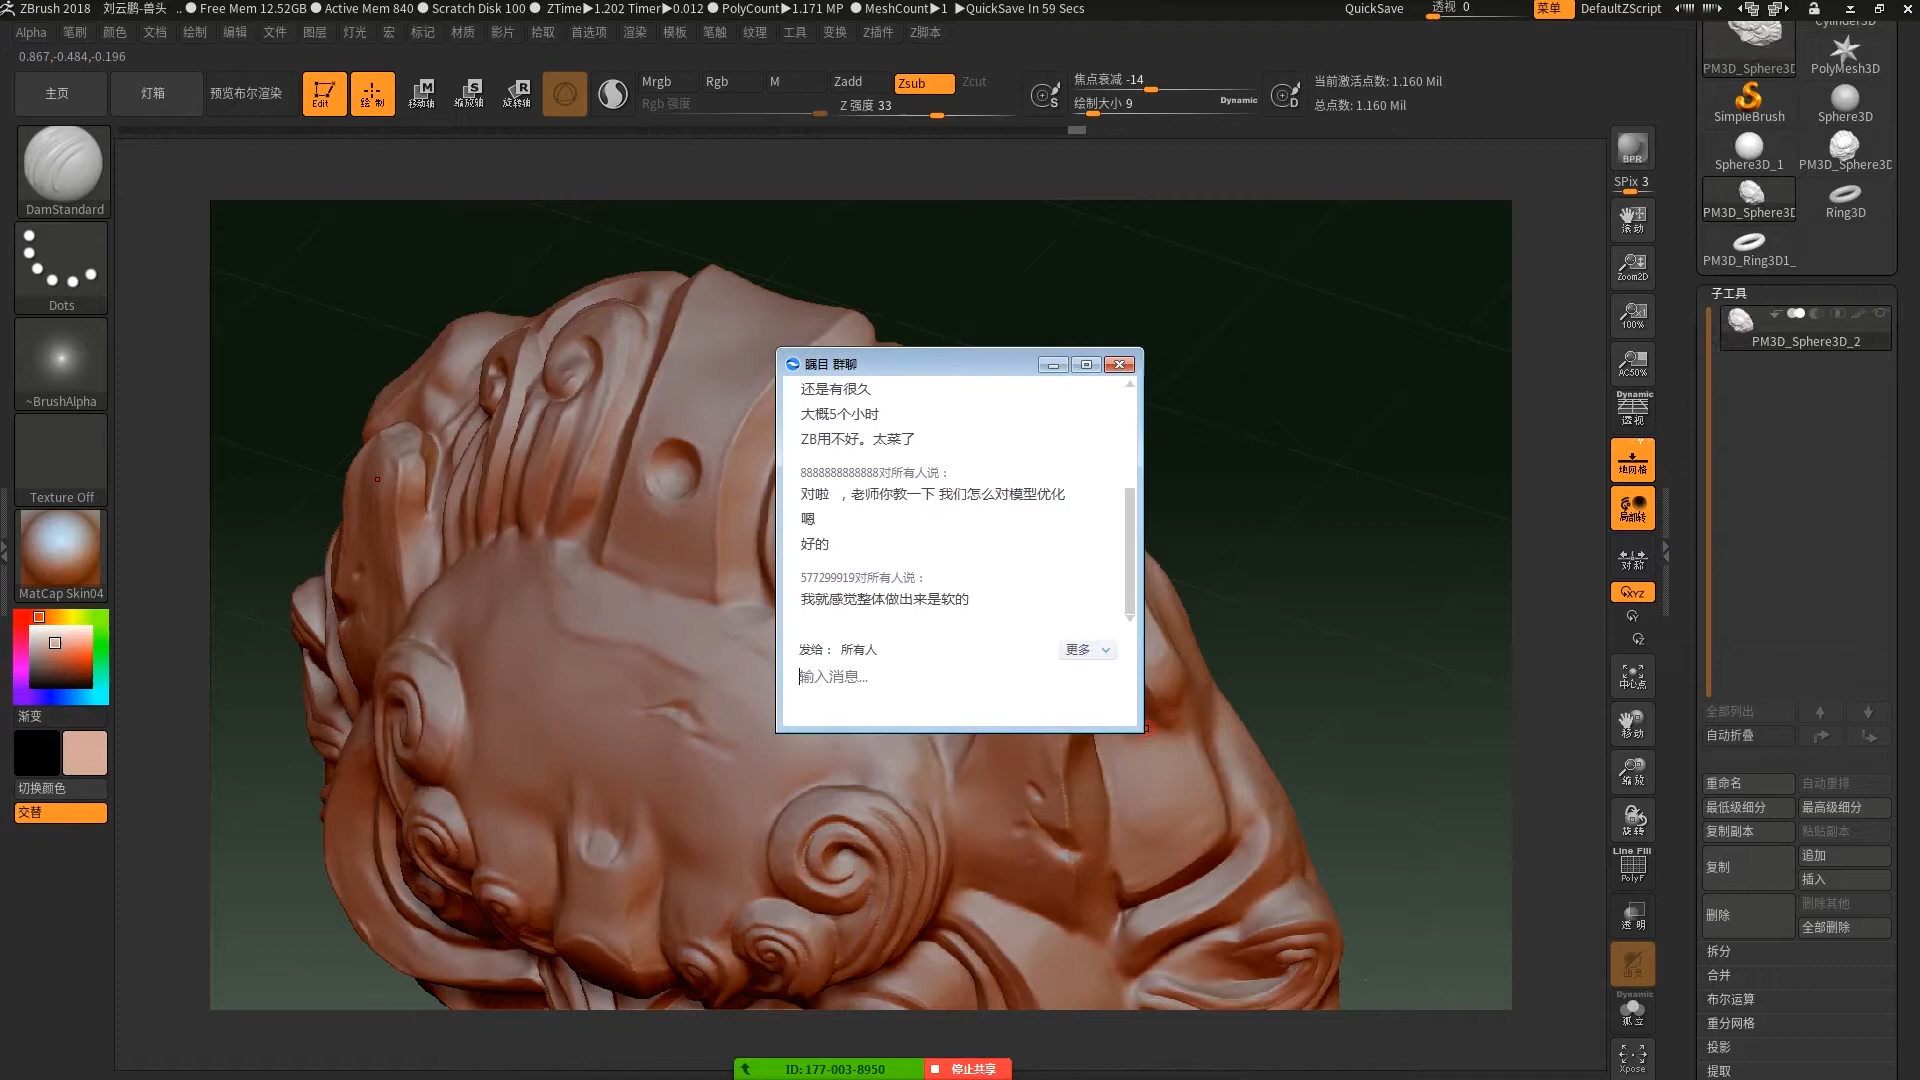 ZBrush 2018 刘云鹏-兽头 .. Free Mem 12.52GB Active Mem 840 Scratch Disk 100 ZTime▶1.202 Timer▶0.012 PolyCount▶1.171 MP MeshCount▶1 ▶QuickSave In 59 Secs QuickSave 透视 0 菜单 DefaultZScript
Alpha 笔刷 颜色 文档 绘制 编辑 文件 图层 灯光 宏 标记 材质 影片 拾取 首选项 渲染 模板 笔触 纹理 工具 变换 Z插件 Z脚本
0.867,-0.484,-0.196
主页 灯箱 预览布尔渲染 Edit 绘制 移动轴 缩放轴 旋转轴
Mrgb Rgb M Zadd Zsub Zcut
Rgb 强度 Z 强度 33
焦点衰减 -14
绘制大小 9 Dynamic
当前激活点数: 1.160 Mil
总点数: 1.160 Mil
DamStandard
Dots
~BrushAlpha
Texture Off
MatCap Skin04
渐变
切换颜色
交替
瞩目 群聊
还是有很久
大概5个小时
ZB用不好。太菜了
8888888888888对所有人说：
对啦 ，老师你教一下 我们怎么对模型优化
嗯
好的
577299919对所有人说：
我就感觉整体做出来是软的
发给： 所有人 更多
输入消息...
ID: 177-003-8950 停止共享
BPR
SPix 3
滚动
Zoom2D
100%
AC50%
Dynamic
透视
地网格
局部转
对称
XYZ
Y
Z
中心点
移动
缩放
旋转
Line Fill
PolyF
透明
Dynamic
孤立
Xpose
Cylinder3D
PM3D_Sphere3D PolyMesh3D
SimpleBrush Sphere3D
Sphere3D_1 PM3D_Sphere3D
PM3D_Sphere3D Ring3D
PM3D_Ring3D1_
子工具
PM3D_Sphere3D_2
全部列出
自动折叠
重命名 自动重排
最低级细分 最高级细分
复制副本 粘贴副本
复制 追加
插入
删除 删除其他
全部删除
拆分
合并
布尔运算
重分网格
投影
提取